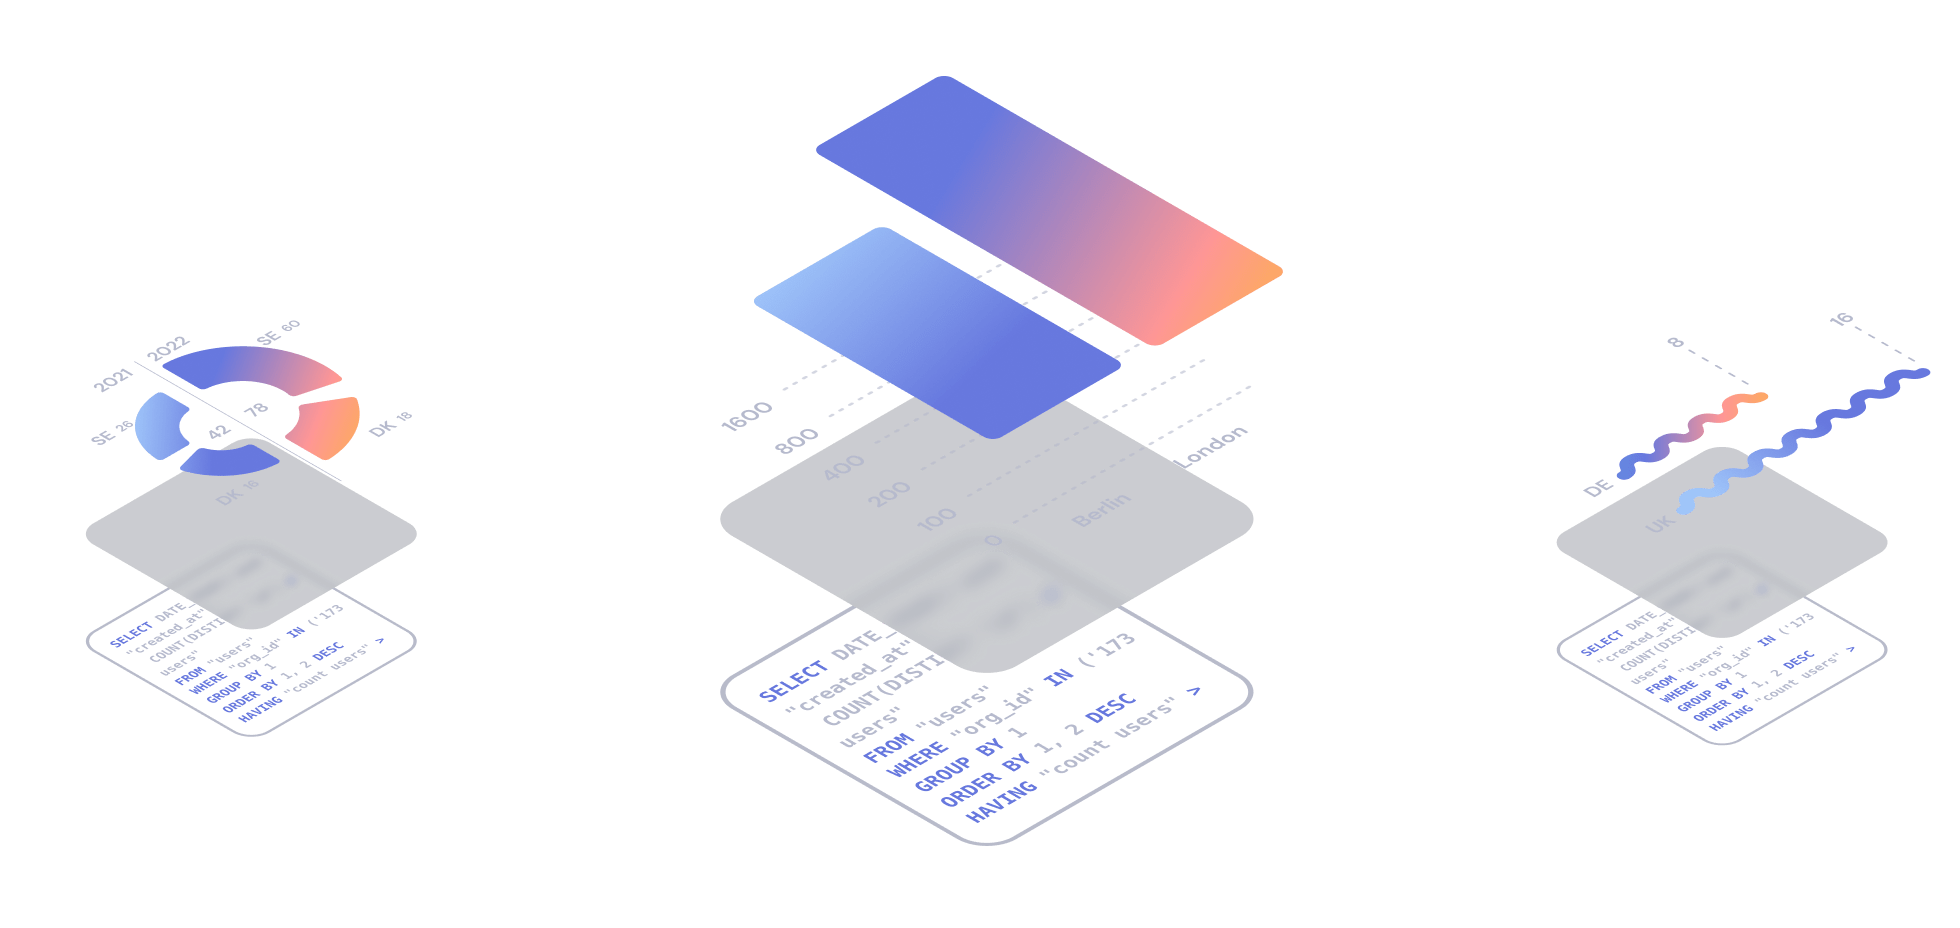 2021
2022
SE 60
SE 26
78
42
DK 18
DK 16
SELECT DATE_
"created_at"
COUNT(DISTI
users"
FROM "users"
WHERE "org_id" IN ('173
GROUP BY 1
ORDER BY 1, 2 DESC
HAVING "count users" >
1600
800
400
200
100
0
London
Berlin
SELECT DATE_
"created_at"
COUNT(DISTI
users"
FROM "users"
WHERE "org_id" IN ('173
GROUP BY 1
ORDER BY 1, 2 DESC
HAVING "count users" >
8
16
DE
UK
SELECT DATE_
"created_at"
COUNT(DISTI
users"
FROM "users"
WHERE "org_id" IN ('173
GROUP BY 1
ORDER BY 1, 2 DESC
HAVING "count users" >